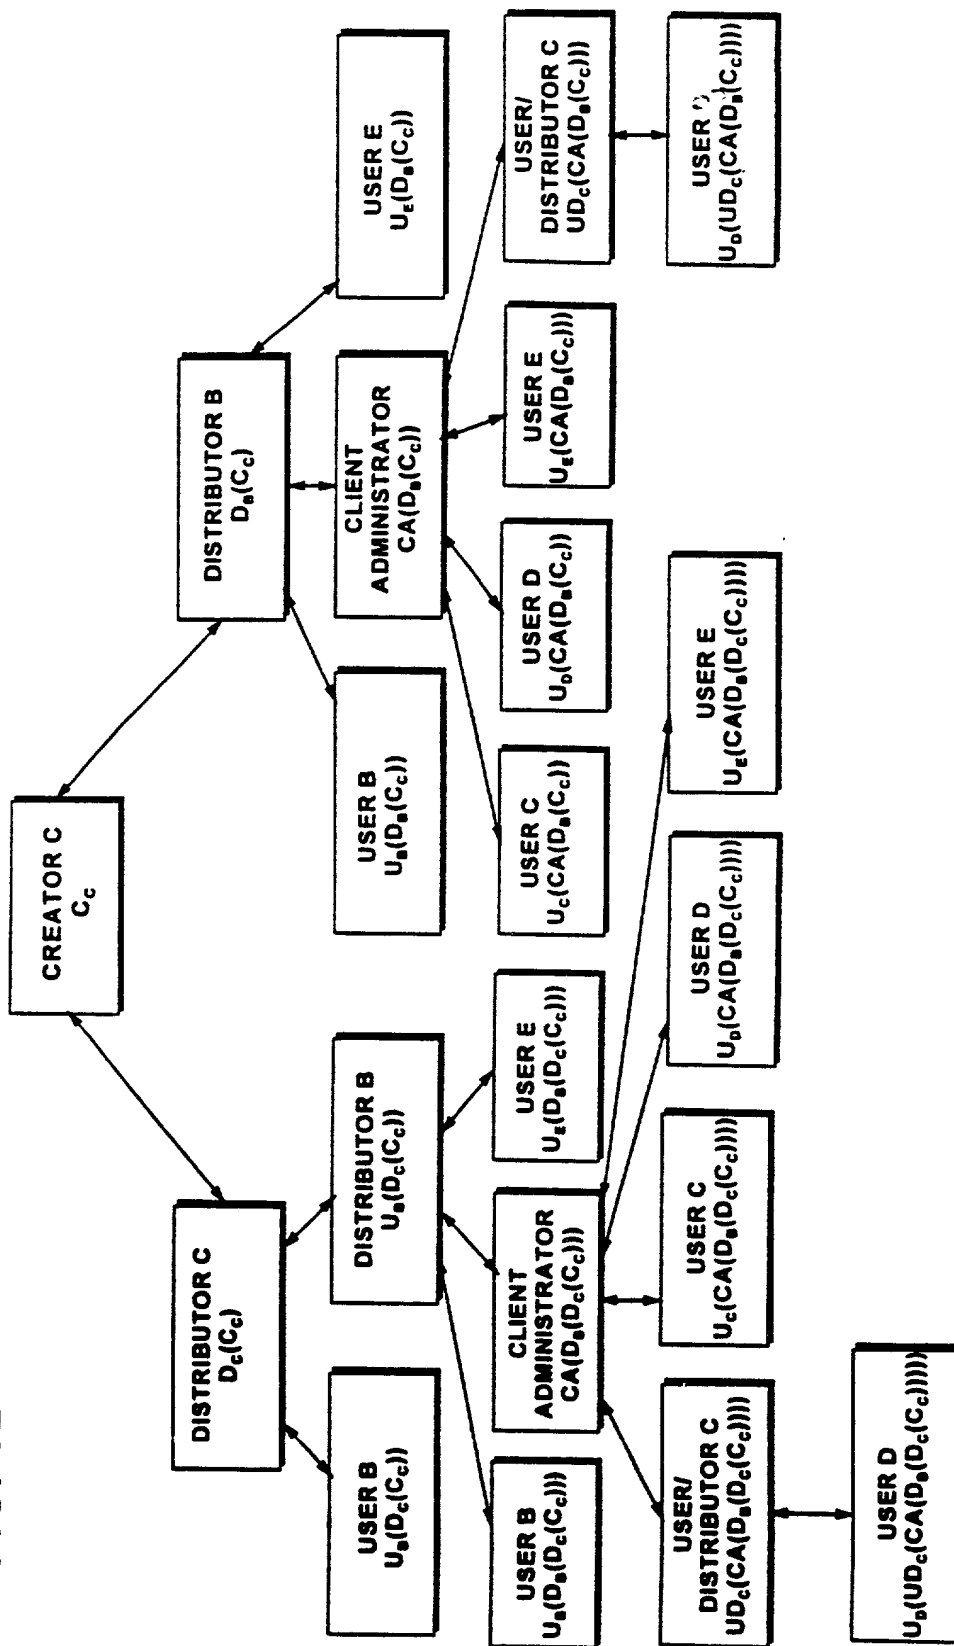 CREATOR C
C_C
DISTRIBUTOR C
D_C(C_C)
DISTRIBUTOR B
D_B(C_C)
USER B
U_B(D_C(C_C))
DISTRIBUTOR B
U_B(D_C(C_C))
USER B
U_B(D_B(C_C))
CLIENT
ADMINISTRATOR
CA(D_B(C_C))
USER E
U_E(D_B(C_C))
USER B
U_B(D_B(D_C(C_C)))
CLIENT
ADMINISTRATOR
CA(D_B(D_C(C_C)))
USER E
U_E(D_B(D_C(C_C)))
USER C
U_C(CA(D_B(C_C))
USER D
U_D(CA(D_B(C_C))
USER E
U_E(CA(D_B(C_C)))
USER/
DISTRIBUTOR C
UD_C(CA(D_B(C_C)))
USER/
DISTRIBUTOR C
UD_C(CA(D_B(D_C(C_C))))
USER C
U_C(CA(D_B(D_C(C_C))))
USER D
U_D(CA(D_B(D_C(C_C))))
USER E
U_E(CA(D_B(D_C(C_C))))
USER
U_D(UD_C(CA(D_B(C_C))))
USER D
U_D(UD_C(CA(D_B(D_C(C_C)))))